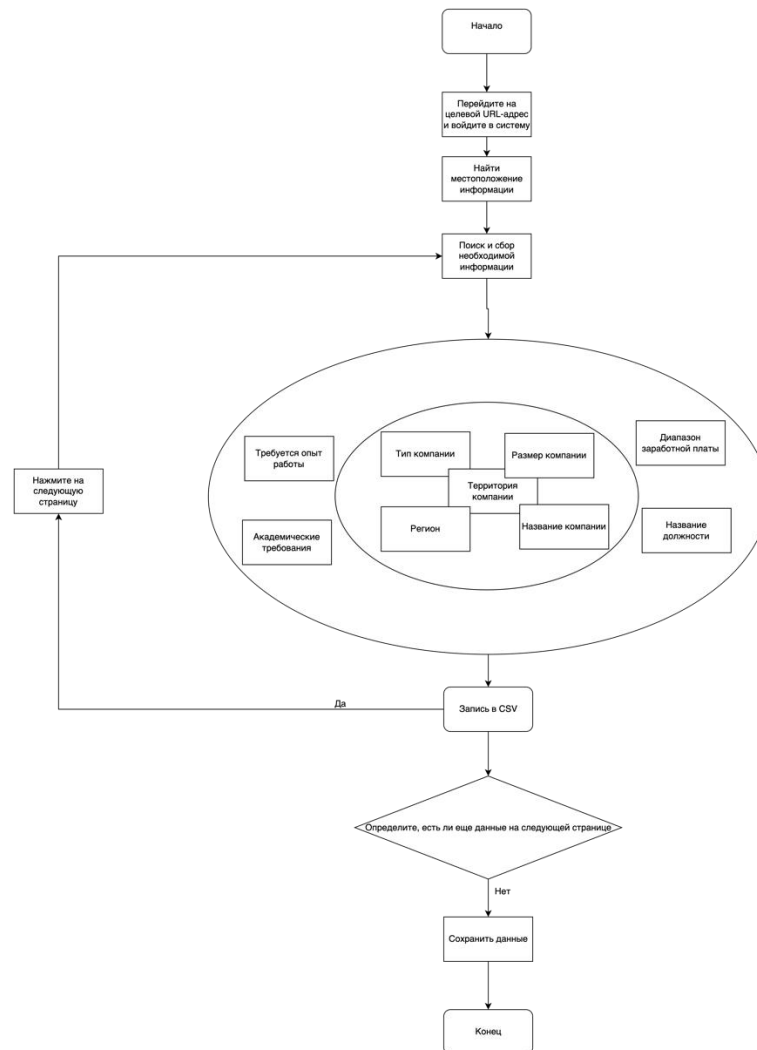 Начало
Перейдите на
целевой URL-адрес
и войдите в систему
Найти
местоположение
информации
Поиск и сбор
необходимой
информации
Требуется опыт
работы
Тип компании
Размер компании
Диапазон
заработной платы
Территория
компании
Нажмите на
следующую
страницу
Академические
требования
Регион
Название компании
Название
должности
Да
Запись в CSV
Определите, есть ли еще данные на следующей странице
Нет
Сохранить данные
Конец